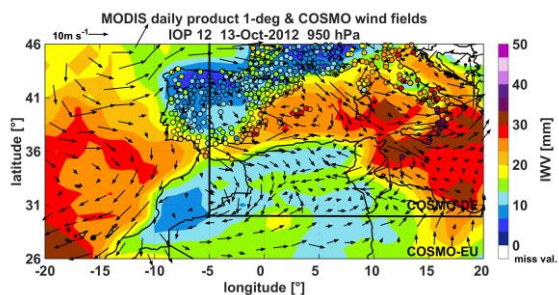 MODIS daily product 1-deg & COSMO wind fields
10m s-1 IOP 12 13-Oct-2012 950 hPa
46
41
36
31
26
latitude [°]
-20 -15 -10 -5 0 5 10 15 20
longitude [°]
COSMO-DE
COSMO-EU
50
40
30
20
10
0
miss val.
IWV [mm]